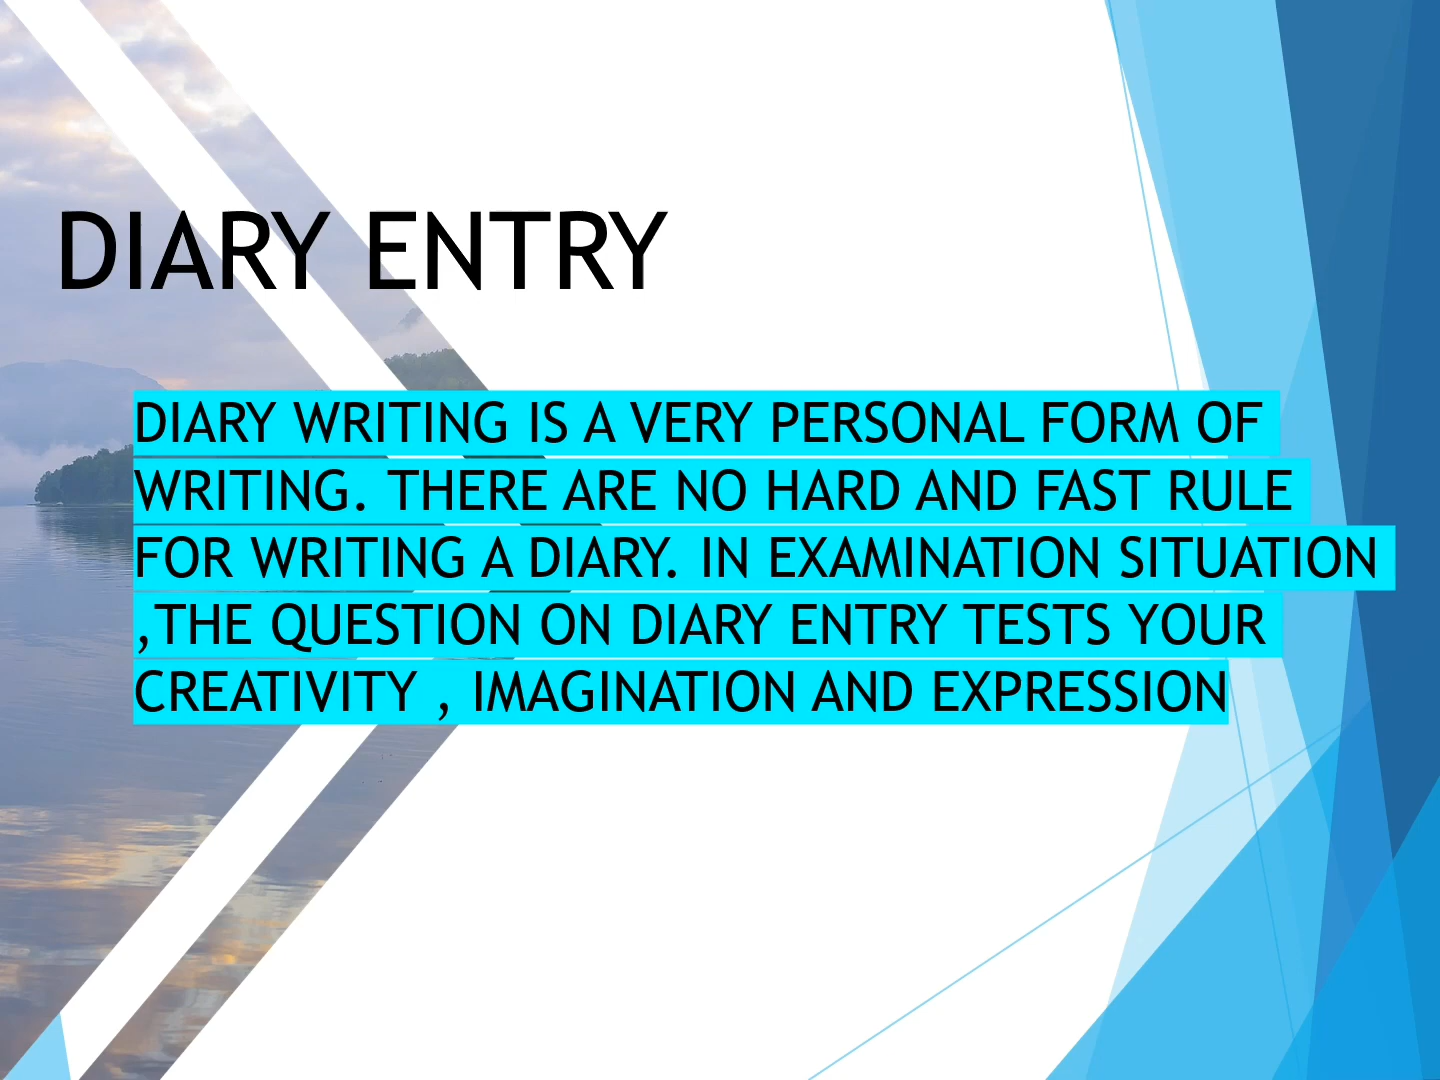 DIARY ENTRY
DIARY WRITING IS A VERY PERSONAL FORM OF
WRITING. THERE ARE NO HARD AND FAST RULE
FOR WRITING A DIARY. IN EXAMINATION SITUATION
,THE QUESTION ON DIARY ENTRY TESTS YOUR
CREATIVITY , IMAGINATION AND EXPRESSION